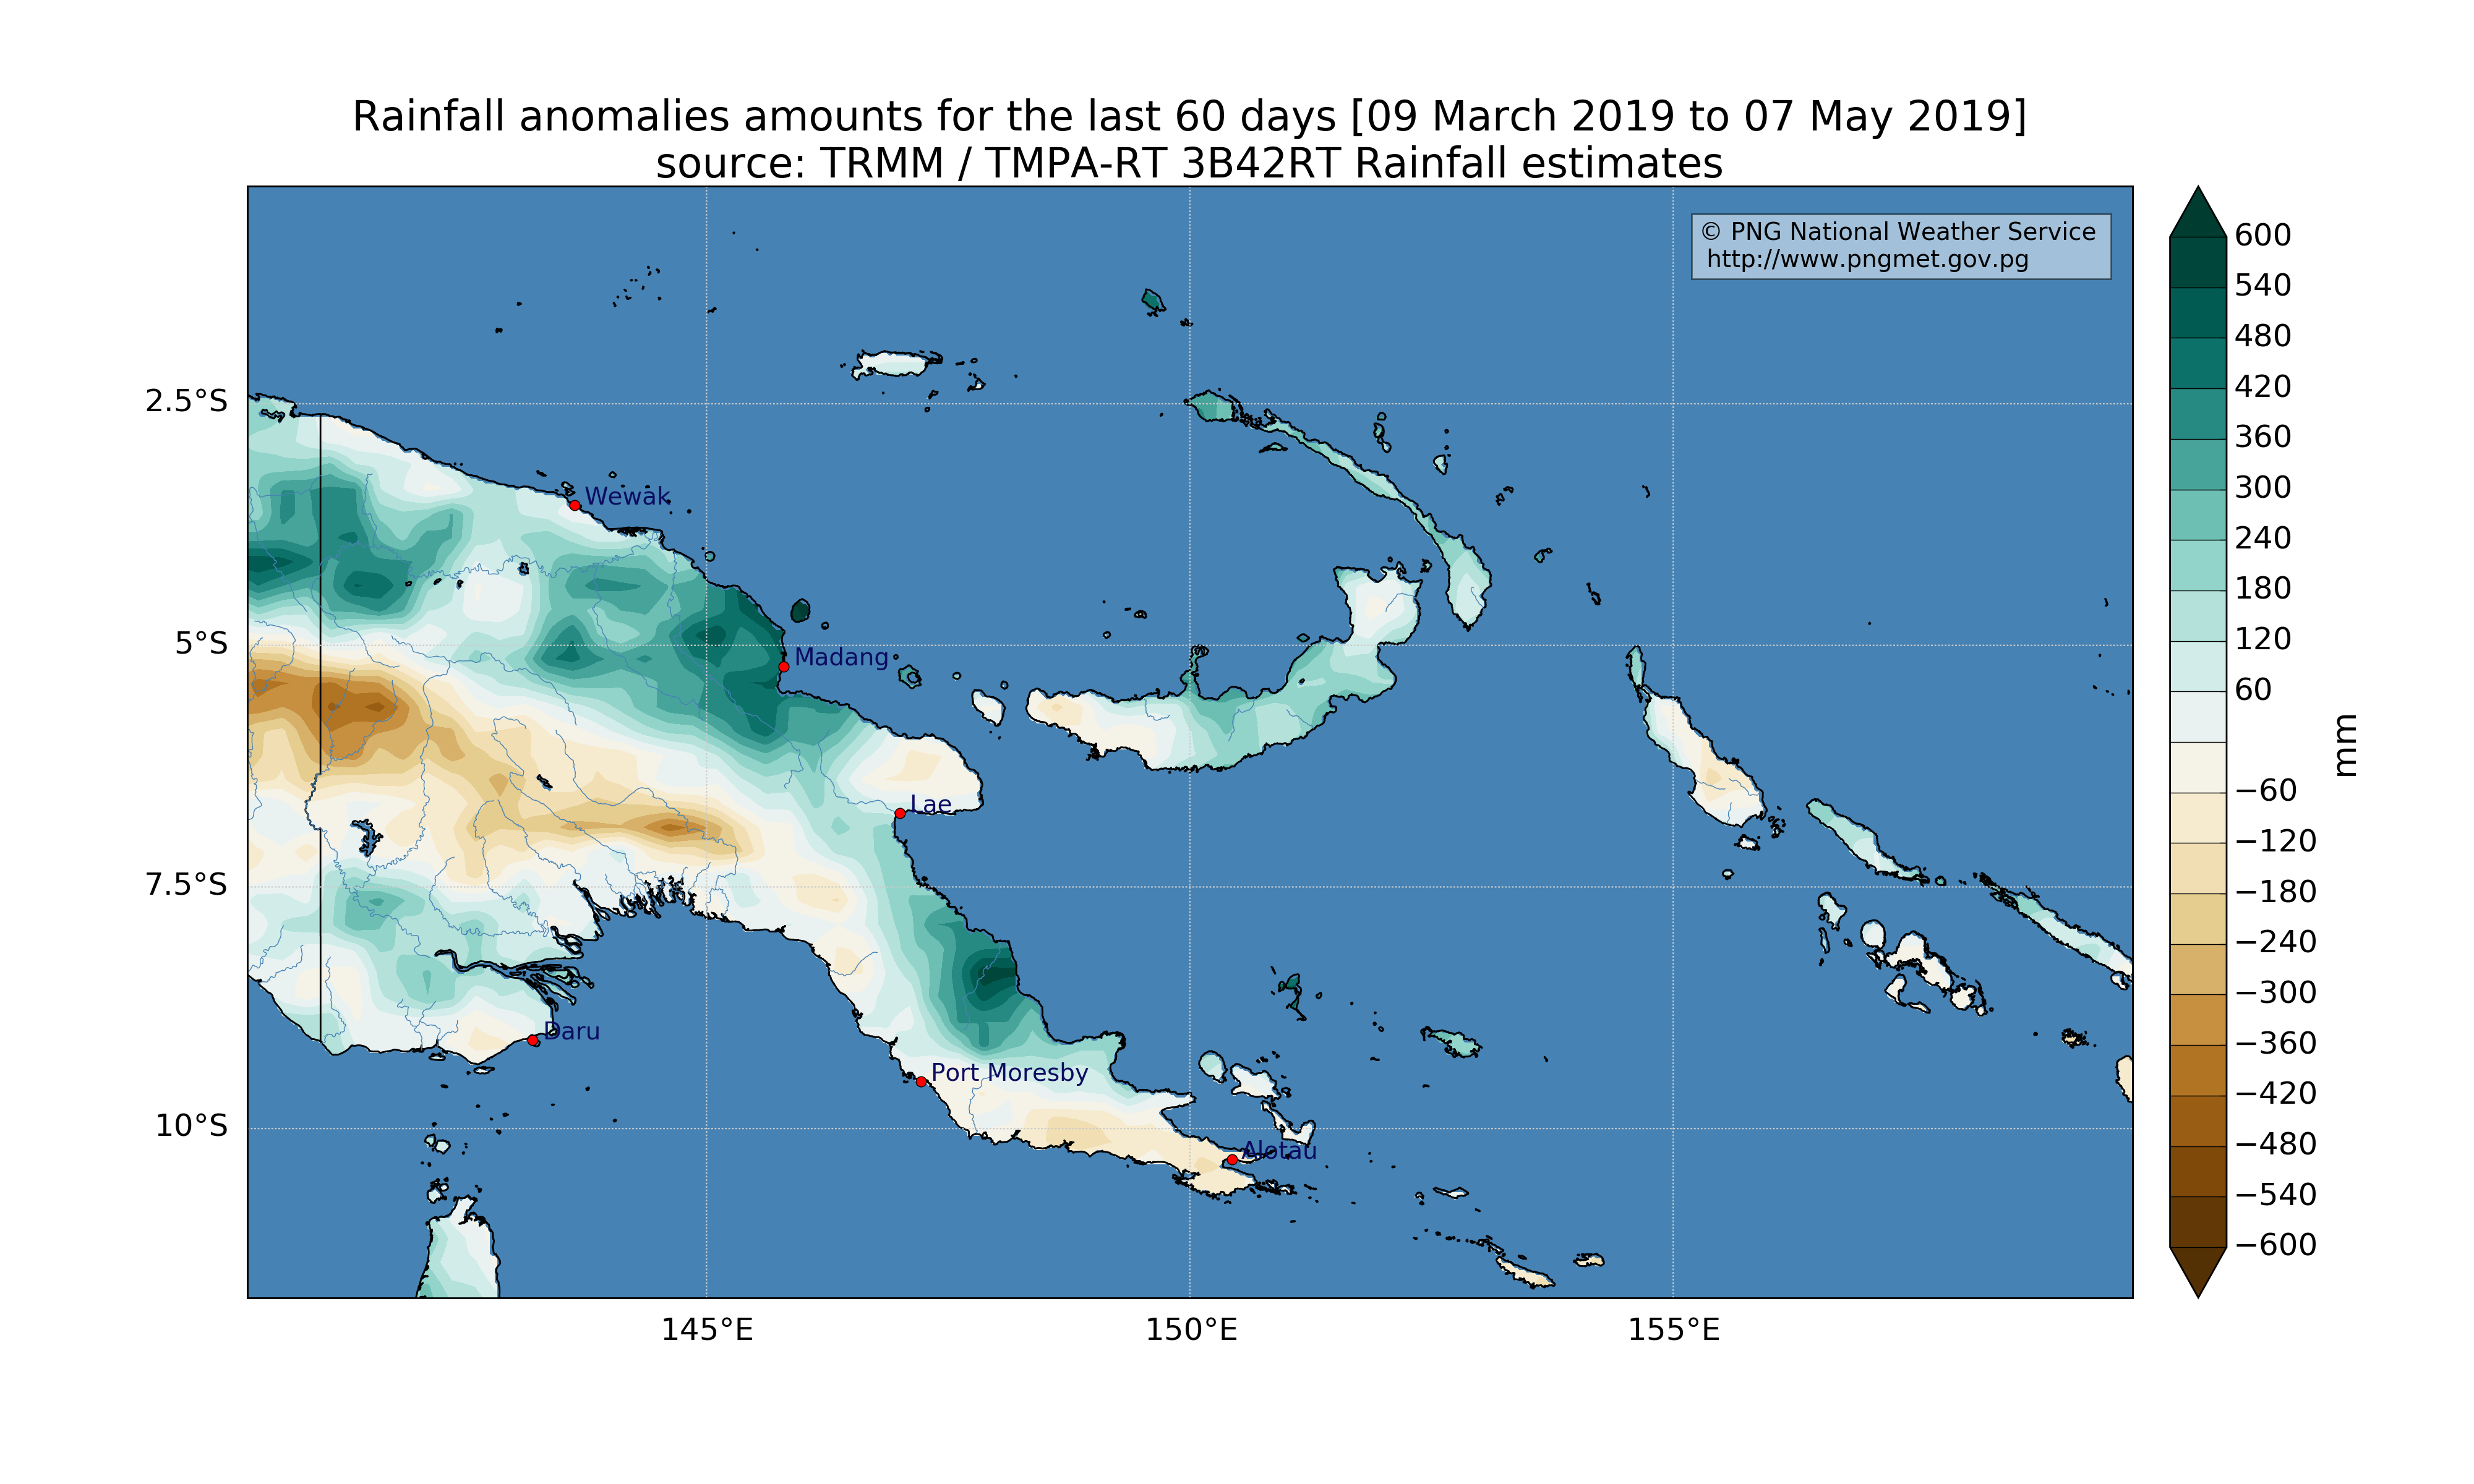 Rainfall anomalies amounts for the last 60 days [09 March 2019 to 07 May 2019]
source: TRMM / TMPA-RT 3B42RT Rainfall estimates
© PNG National Weather Service
http://www.pngmet.gov.pg
2.5°S
5°S
7.5°S
10°S
145°E
150°E
155°E
Wewak
Madang
Lae
Daru
Port Moresby
Alotau
600
540
480
420
360
300
240
180
120
60
−60
−120
−180
−240
−300
−360
−420
−480
−540
−600
mm